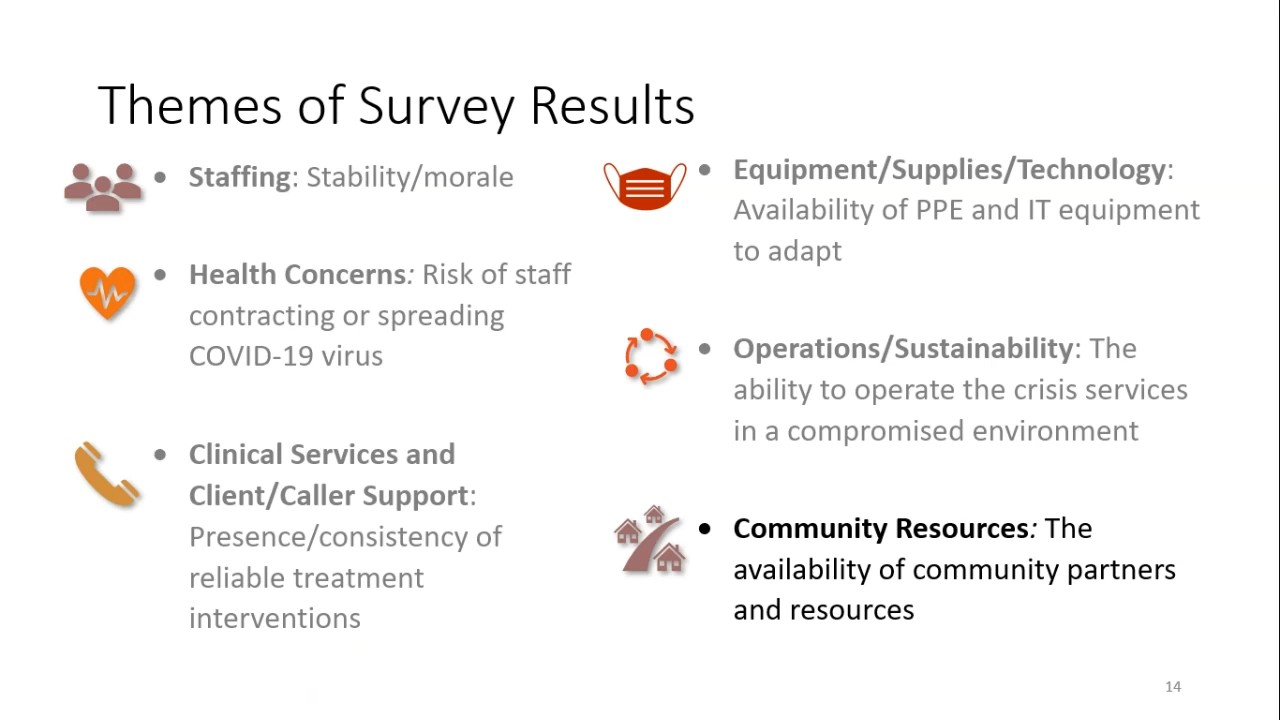 Themes of Survey Results
• Staffing: Stability/morale
• Health Concerns: Risk of staff
contracting or spreading
COVID-19 virus
• Clinical Services and
Client/Caller Support:
Presence/consistency of
reliable treatment
interventions
• Equipment/Supplies/Technology:
Availability of PPE and IT equipment
to adapt
• Operations/Sustainability: The
ability to operate the crisis services
in a compromised environment
• Community Resources: The
availability of community partners
and resources
14